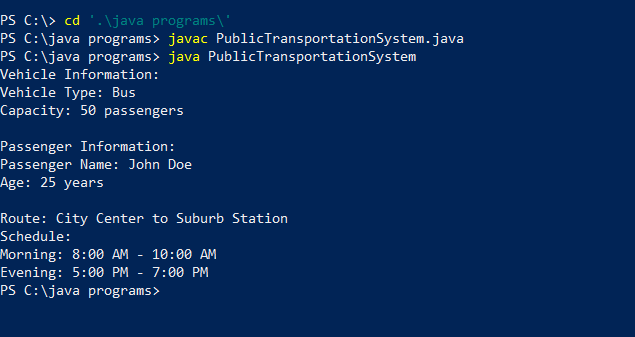 PS C:\> cd '.\java programs\'
PS C:\java programs> javac PublicTransportationSystem.java
PS C:\java programs> java PublicTransportationSystem
Vehicle Information:
Vehicle Type: Bus
Capacity: 50 passengers

Passenger Information:
Passenger Name: John Doe
Age: 25 years

Route: City Center to Suburb Station
Schedule:
Morning: 8:00 AM - 10:00 AM
Evening: 5:00 PM - 7:00 PM
PS C:\java programs>